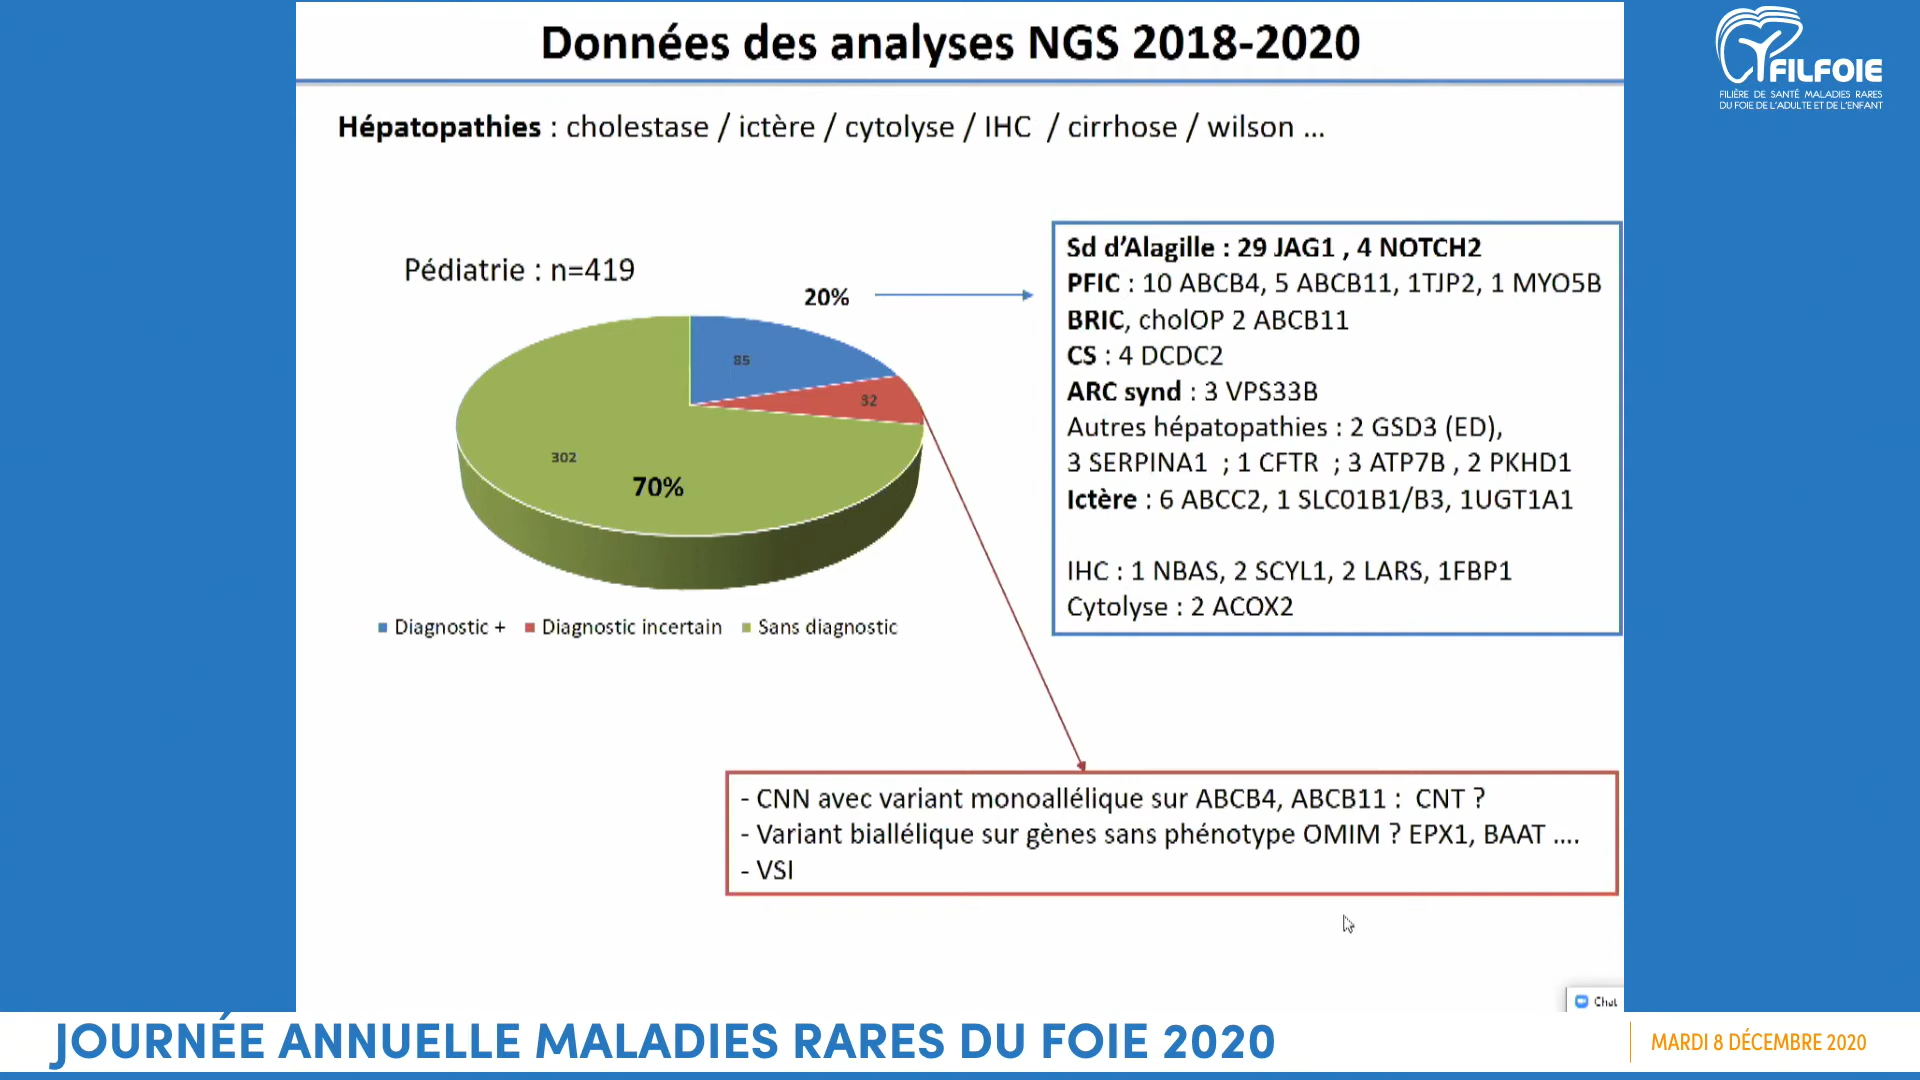 Données des analyses NGS 2018-2020
FILFOIE
FILIÈRE DE SANTÉ MALADIES RARES
DU FOIE DE L'ADULTE ET DE L'ENFANT
Hépatopathies : cholestase / ictère / cytolyse / IHC / cirrhose / wilson ...
Pédiatrie : n=419
20%
85
32
302
70%
Diagnostic + Diagnostic incertain Sans diagnostic
Sd d'Alagille : 29 JAG1 , 4 NOTCH2
PFIC : 10 ABCB4, 5 ABCB11, 1TJP2, 1 MYO5B
BRIC, cholOP 2 ABCB11
CS : 4 DCDC2
ARC synd : 3 VPS33B
Autres hépatopathies : 2 GSD3 (ED),
3 SERPINA1 ; 1 CFTR ; 3 ATP7B , 2 PKHD1
Ictère : 6 ABCC2, 1 SLC01B1/B3, 1UGT1A1
IHC : 1 NBAS, 2 SCYL1, 2 LARS, 1FBP1
Cytolyse : 2 ACOX2
- CNN avec variant monoallélique sur ABCB4, ABCB11 : CNT ?
- Variant biallélique sur gènes sans phénotype OMIM ? EPX1, BAAT ....
- VSI
Chat
JOURNÉE ANNUELLE MALADIES RARES DU FOIE 2020
MARDI 8 DÉCEMBRE 2020